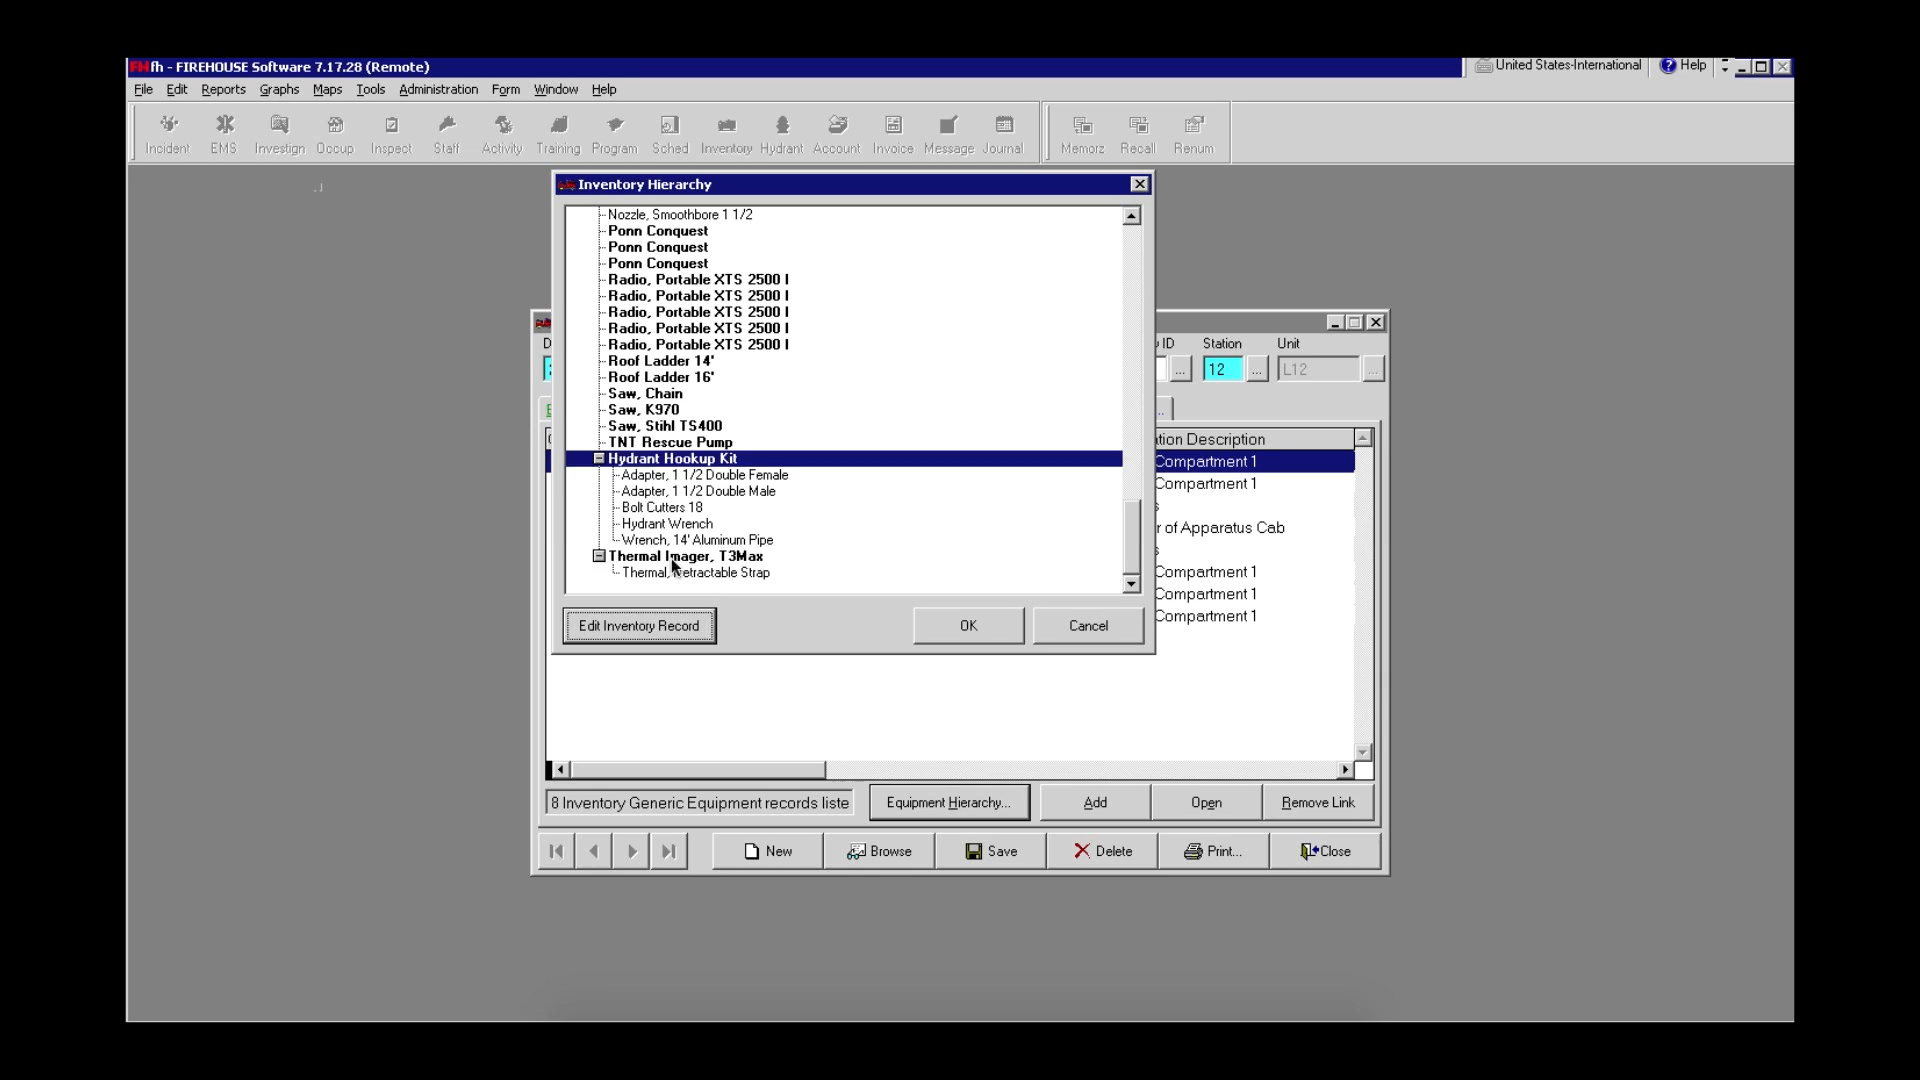 fh - FIREHOUSE Software 7.17.28 (Remote)
United States-International
Help
File Edit Reports Graphs Maps Tools Administration Form Window Help
Incident EMS Investign Occup Inspect Staff Activity Training Program Sched Inventory Hydrant Account Invoice Message Journal Memorz Recall Renum
Inventory Hierarchy
Nozzle, Smoothbore 1 1/2
Ponn Conquest
Ponn Conquest
Ponn Conquest
Radio, Portable XTS 2500 I
Radio, Portable XTS 2500 I
Radio, Portable XTS 2500 I
Radio, Portable XTS 2500 I
Radio, Portable XTS 2500 I
Roof Ladder 14'
Roof Ladder 16'
Saw, Chain
Saw, K970
Saw, Stihl TS400
TNT Rescue Pump
Hydrant Hookup Kit
Adapter, 1 1/2 Double Female
Adapter, 1 1/2 Double Male
Bolt Cutters 18
Hydrant Wrench
Wrench, 14' Aluminum Pipe
Thermal Imager, T3Max
Thermal, Retractable Strap
Edit Inventory Record OK Cancel
ID Station Unit
... 12 ... L12 ...
tion Description
Compartment 1
Compartment 1
s
r of Apparatus Cab
s
Compartment 1
Compartment 1
Compartment 1
8 Inventory Generic Equipment records liste
Equipment Hierarchy... Add Open Remove Link
New Browse Save Delete Print... Close